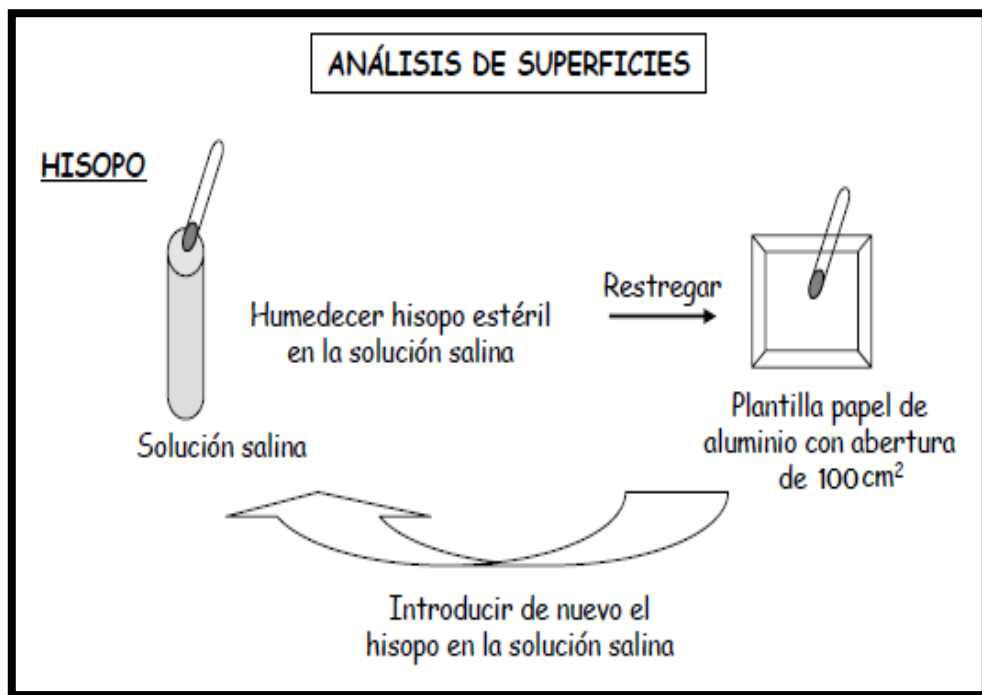 ANÁLISIS DE SUPERFICIES
HISOPO
Humedecer hisopo estéril
en la solución salina
Restregar
Solución salina
Plantilla papel de
aluminio con abertura
de 100 cm²
Introducir de nuevo el
hisopo en la solución salina